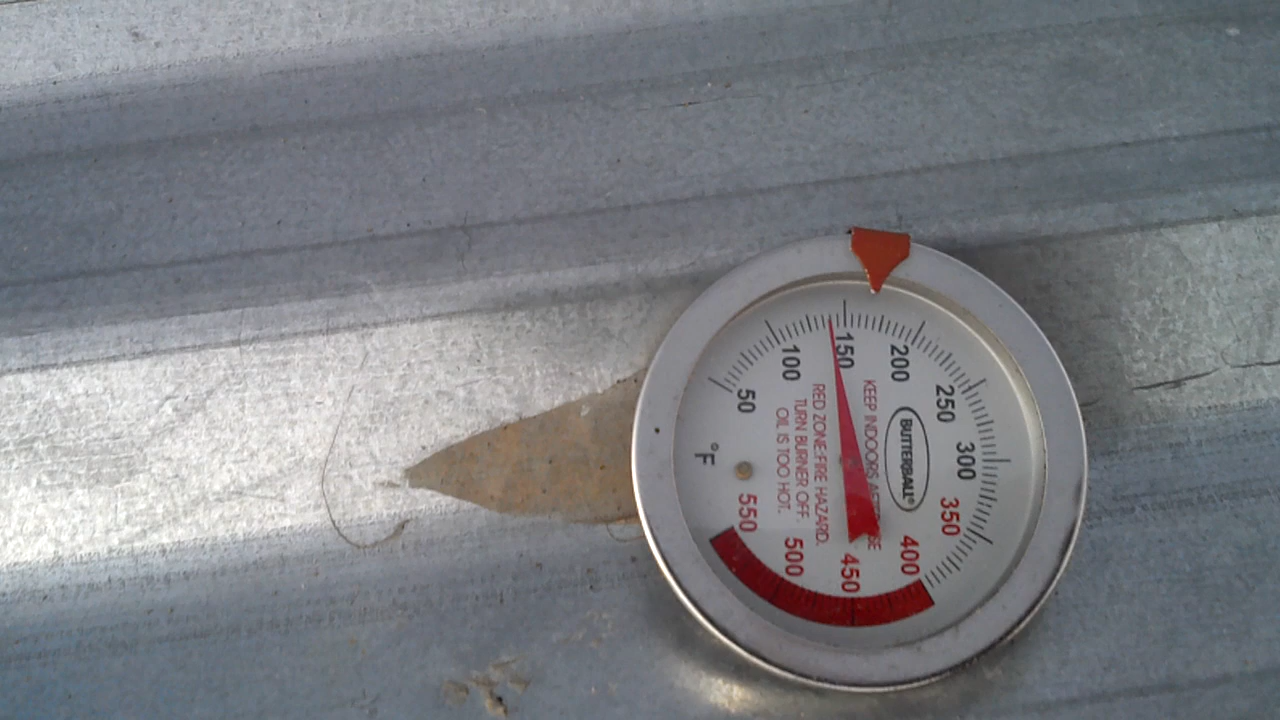 50
100
150
200
250
300
350
400
450
500
550
°F
BUTTERBALL®
KEEP INDOORS
RED ZONE:FIRE HAZARD.
TURN BURNER OFF.
OIL IS TOO HOT.